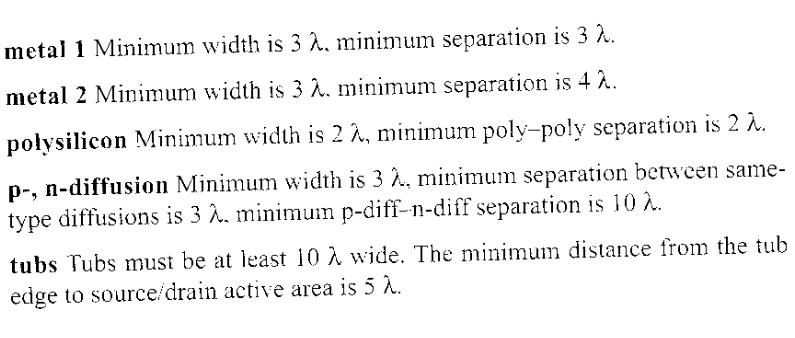 metal 1 Minimum width is 3 λ, minimum separation is 3 λ.
metal 2 Minimum width is 3 λ, minimum separation is 4 λ.
polysilicon Minimum width is 2 λ, minimum poly–poly separation is 2 λ.
p-, n-diffusion Minimum width is 3 λ, minimum separation between same-
type diffusions is 3 λ, minimum p-diff–n-diff separation is 10 λ.
tubs Tubs must be at least 10 λ wide. The minimum distance from the tub
edge to source/drain active area is 5 λ.